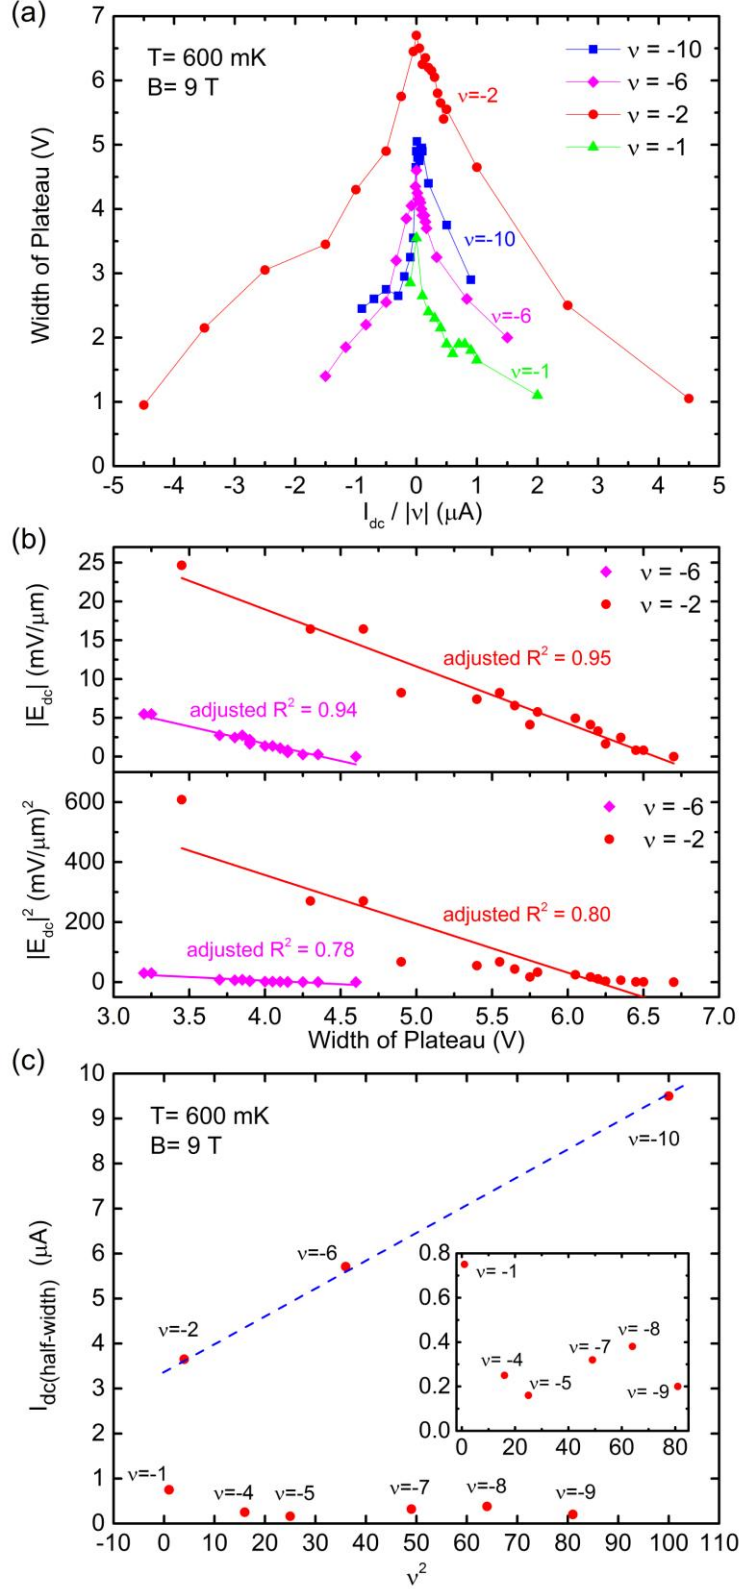 (a)
T= 600 mK
B= 9 T
ν = -10
ν = -6
ν = -2
ν = -1
ν=-2
ν=-10
ν=-6
ν=-1
7
6
5
4
3
2
1
0
Width of Plateau (V)
-5 -4 -3 -2 -1 0 1 2 3 4 5
I_dc / |ν| (μA)
(b)
25
20
15
10
5
0
|E_dc| (mV/μm)
ν = -6
ν = -2
adjusted R² = 0.95
adjusted R² = 0.94
600
400
200
0
|E_dc|² (mV/μm)²
ν = -6
ν = -2
adjusted R² = 0.80
adjusted R² = 0.78
3.0 3.5 4.0 4.5 5.0 5.5 6.0 6.5 7.0
Width of Plateau (V)
(c)
10
9
8
7
6
5
4
3
2
1
0
I_dc(half-width) (μA)
T= 600 mK
B= 9 T
ν=-10
ν=-6
ν=-2
0.8
0.6
0.4
0.2
0.0
ν= -1
ν= -8
ν= -7
ν= -4
ν= -5
ν= -9
0 20 40 60 80
ν=-1
ν=-4
ν=-5
ν=-7
ν=-8
ν=-9
-10 0 10 20 30 40 50 60 70 80 90 100 110
ν²